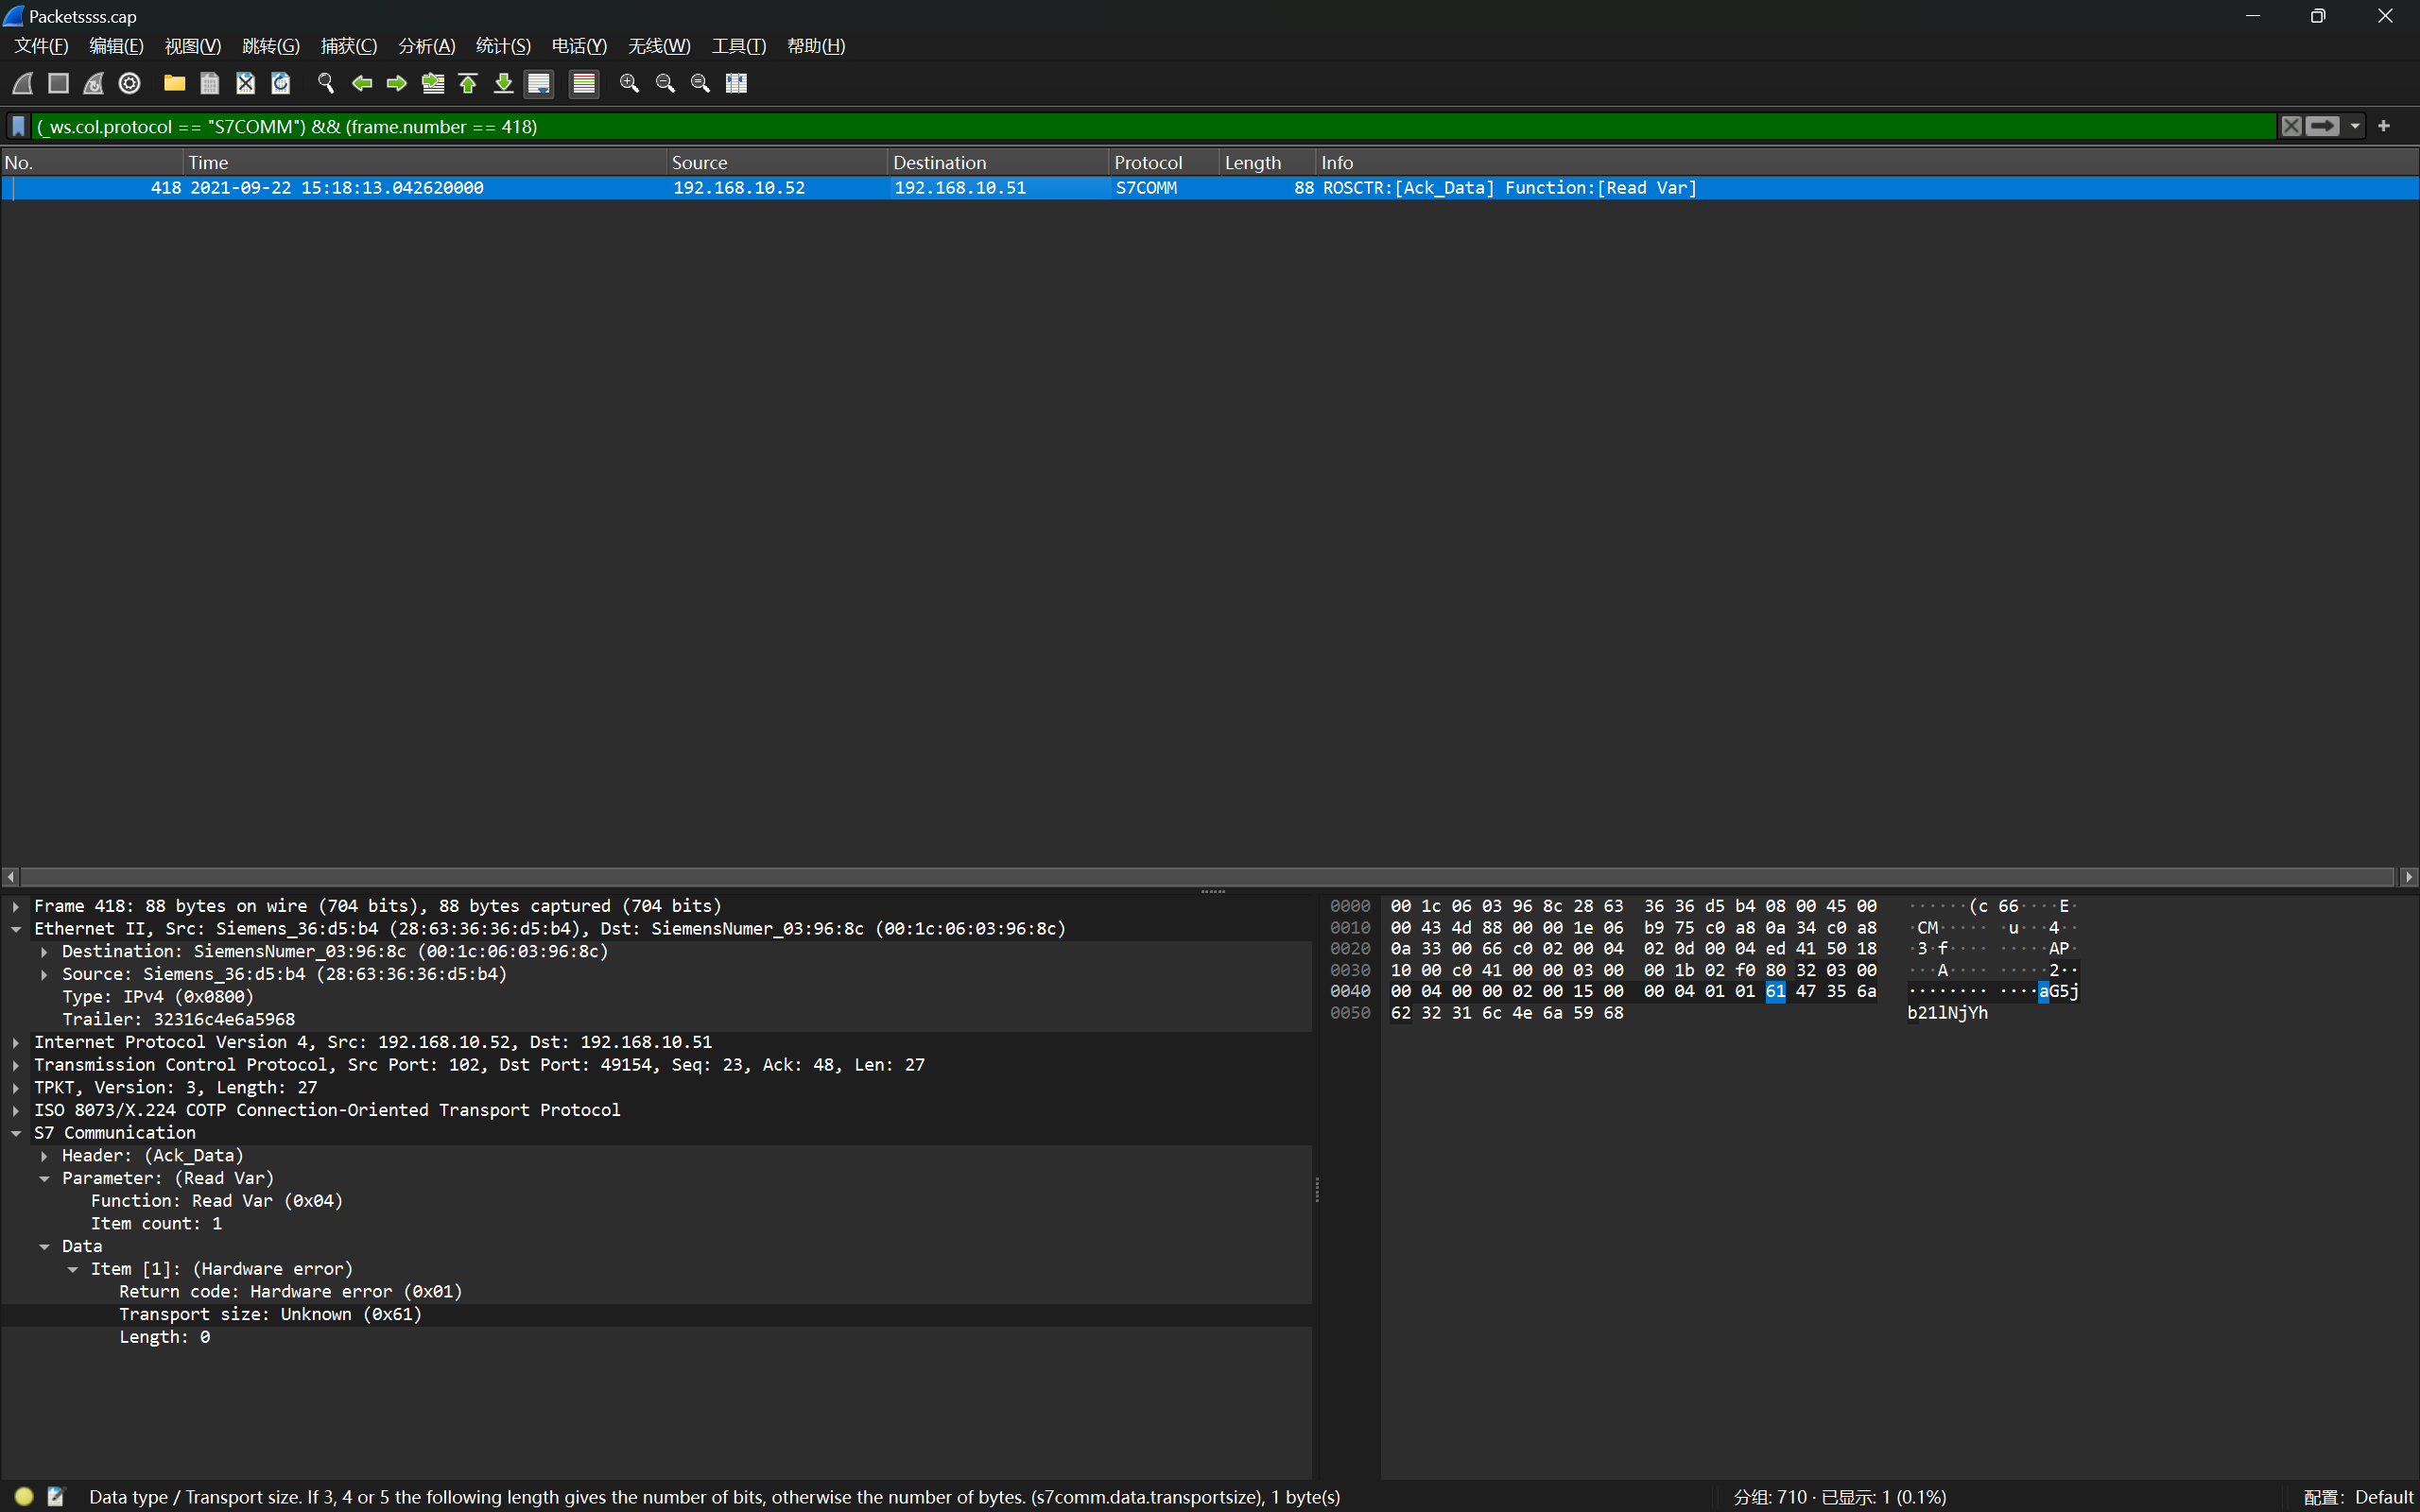 Packetssss.cap
文件(F) 编辑(E) 视图(V) 跳转(G) 捕获(C) 分析(A) 统计(S) 电话(Y) 无线(W) 工具(T) 帮助(H)
(_ws.col.protocol == "S7COMM") && (frame.number == 418)
No. Time Source Destination Protocol Length Info
418 2021-09-22 15:18:13.042620000 192.168.10.52 192.168.10.51 S7COMM 88 ROSCTR:[Ack_Data] Function:[Read Var]
Frame 418: 88 bytes on wire (704 bits), 88 bytes captured (704 bits)
Ethernet II, Src: Siemens_36:d5:b4 (28:63:36:36:d5:b4), Dst: SiemensNumer_03:96:8c (00:1c:06:03:96:8c)
Destination: SiemensNumer_03:96:8c (00:1c:06:03:96:8c)
Source: Siemens_36:d5:b4 (28:63:36:36:d5:b4)
Type: IPv4 (0x0800)
Trailer: 32316c4e6a5968
Internet Protocol Version 4, Src: 192.168.10.52, Dst: 192.168.10.51
Transmission Control Protocol, Src Port: 102, Dst Port: 49154, Seq: 23, Ack: 48, Len: 27
TPKT, Version: 3, Length: 27
ISO 8073/X.224 COTP Connection-Oriented Transport Protocol
S7 Communication
Header: (Ack_Data)
Parameter: (Read Var)
Function: Read Var (0x04)
Item count: 1
Data
Item [1]: (Hardware error)
Return code: Hardware error (0x01)
Transport size: Unknown (0x61)
Length: 0
0000 00 1c 06 03 96 8c 28 63 36 36 d5 b4 08 00 45 00 ······(c 66····E·
0010 00 43 4d 88 00 00 1e 06 b9 75 c0 a8 0a 34 c0 a8 ·CM····· ·u···4··
0020 0a 33 00 66 c0 02 00 04 02 0d 00 04 ed 41 50 18 ·3·f···· ·····AP·
0030 10 00 c0 41 00 00 03 00 00 1b 02 f0 80 32 03 00 ···A···· ·····2··
0040 00 04 00 00 02 00 15 00 00 04 01 01 61 47 35 6a ········ ····aG5j
0050 62 32 31 6c 4e 6a 59 68 b21lNjYh
Data type / Transport size. If 3, 4 or 5 the following length gives the number of bits, otherwise the number of bytes. (s7comm.data.transportsize), 1 byte(s)
分组: 710 · 已显示: 1 (0.1%)
配置: Default